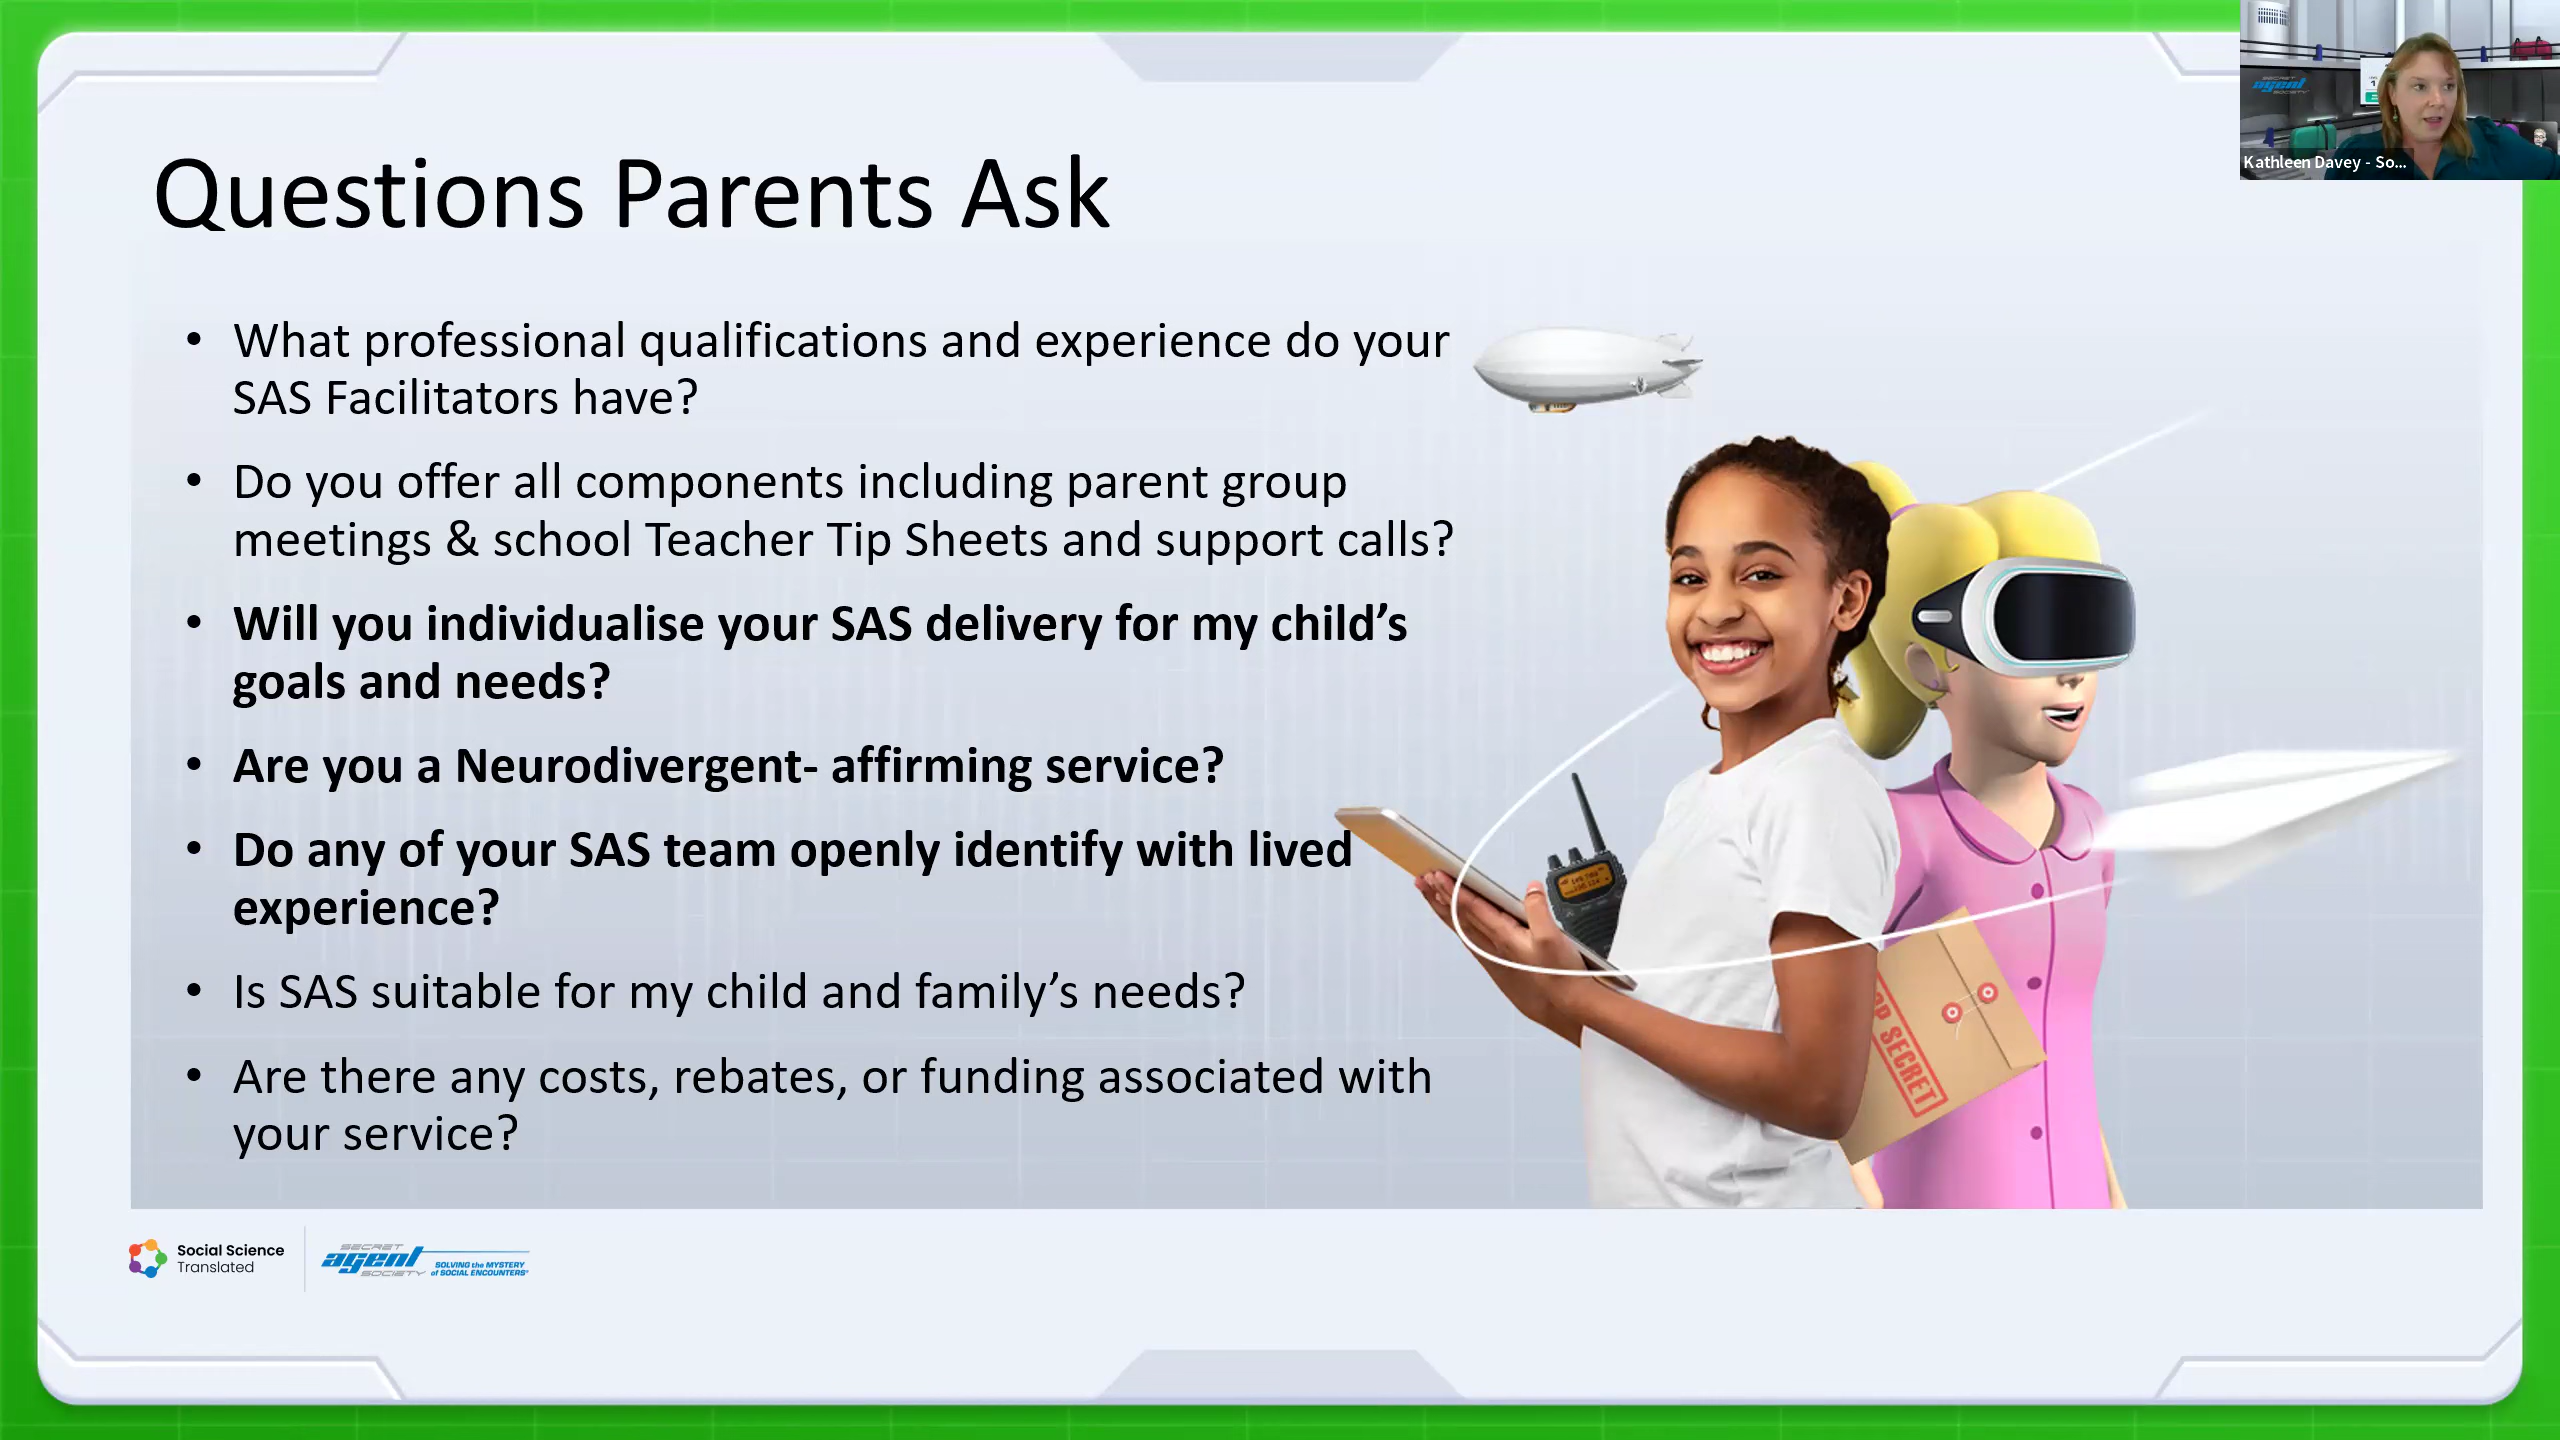 Kathleen Davey - So...
Questions Parents Ask
• What professional qualifications and experience do your
SAS Facilitators have?
• Do you offer all components including parent group
meetings & school Teacher Tip Sheets and support calls?
• Will you individualise your SAS delivery for my child’s
goals and needs?
• Are you a Neurodivergent- affirming service?
• Do any of your SAS team openly identify with lived
experience?
• Is SAS suitable for my child and family’s needs?
• Are there any costs, rebates, or funding associated with
your service?
SECRET
Social Science
Translated
SECRET
agent
SOCIETY
SOLVING the MYSTERY
of SOCIAL ENCOUNTERS®
agent